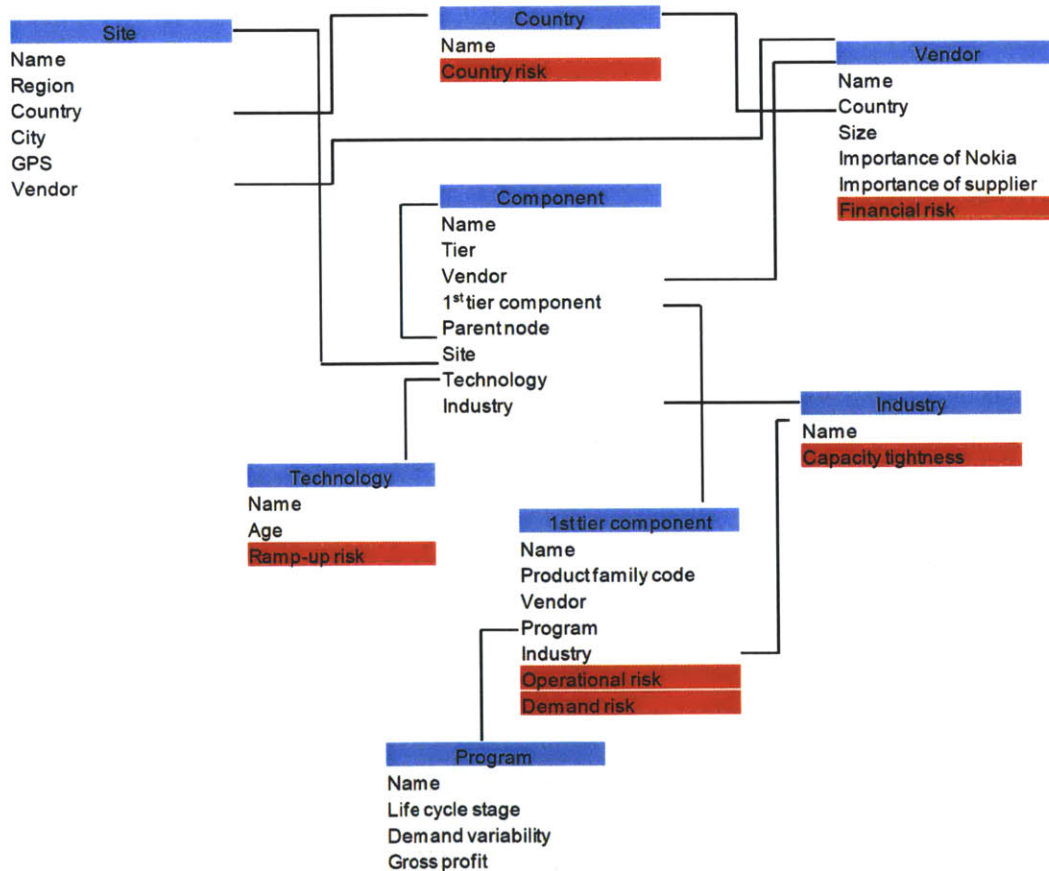 Site
Name
Region
Country
City
GPS
Vendor
Country
Name
Country risk
Vendor
Name
Country
Size
Importance of Nokia
Importance of supplier
Financial risk
Component
Name
Tier
Vendor
1st tier component
Parent node
Site
Technology
Industry
Industry
Name
Capacity tightness
Technology
Name
Age
Ramp-up risk
1st tier component
Name
Product family code
Vendor
Program
Industry
Operational risk
Demand risk
Program
Name
Life cycle stage
Demand variability
Gross profit